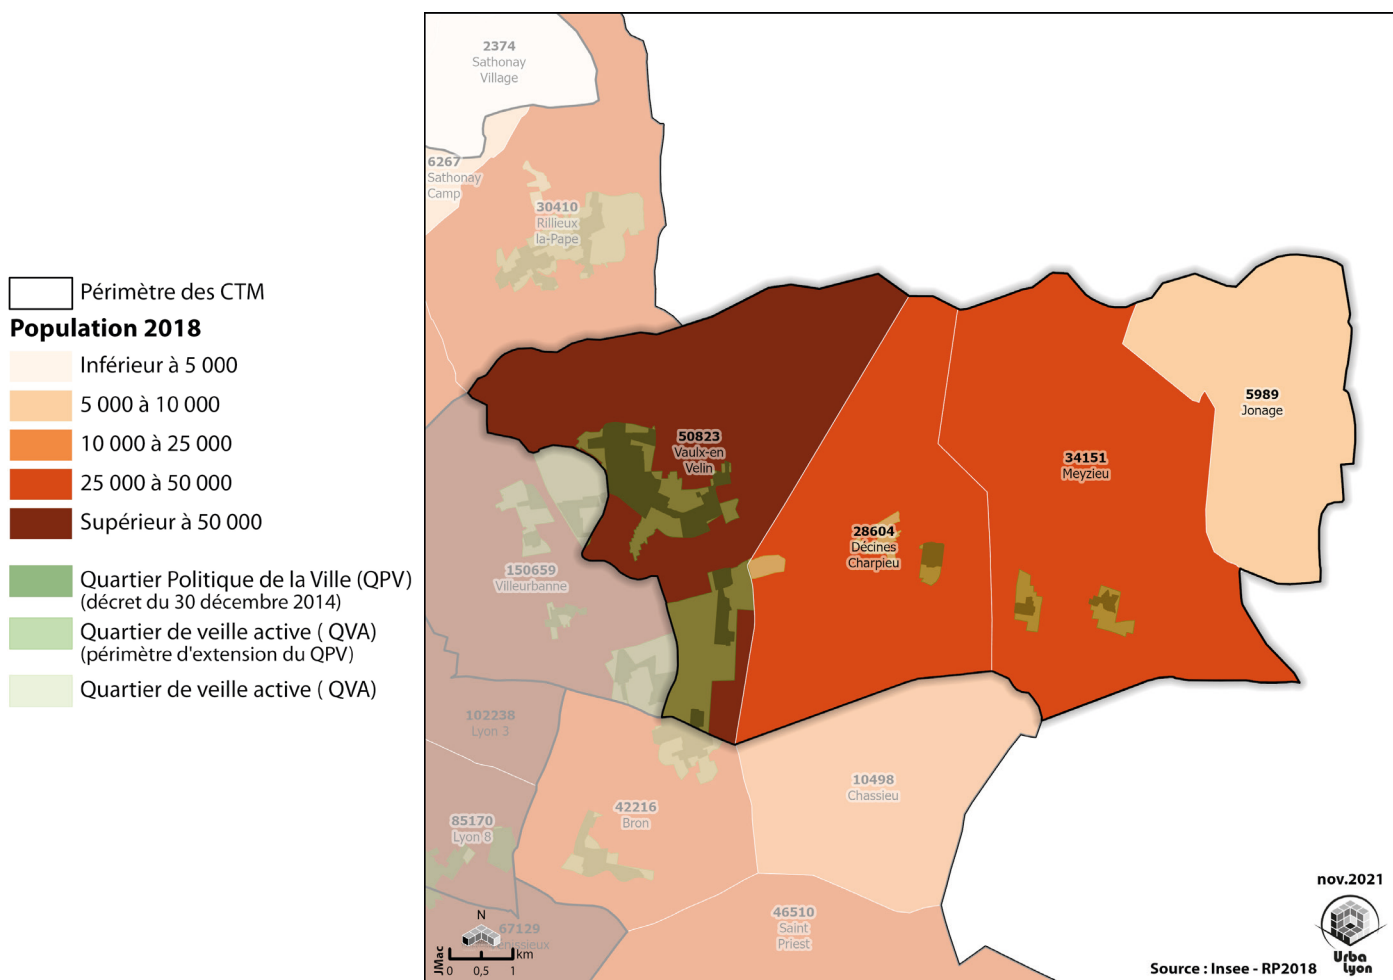 Périmètre des CTM
Population 2018
Inférieur à 5 000
5 000 à 10 000
10 000 à 25 000
25 000 à 50 000
Supérieur à 50 000
Quartier Politique de la Ville (QPV)
(décret du 30 décembre 2014)
Quartier de veille active ( QVA)
(périmètre d'extension du QPV)
Quartier de veille active ( QVA)
2374
Sathonay
Village
6267
Sathonay
Camp
30410
Rillieux
la-Pape
50823
Vaulx-en
Velin
5989
Jonage
34151
Meyzieu
28604
Décines
Charpieu
150659
Villeurbanne
102238
Lyon 3
85170
Lyon 8
42216
Bron
10498
Chassieu
46510
Saint
Priest
67129
nissieux
N
JMac
km
0 0,5 1
nov.2021
Urba
Lyon
Source : Insee - RP2018